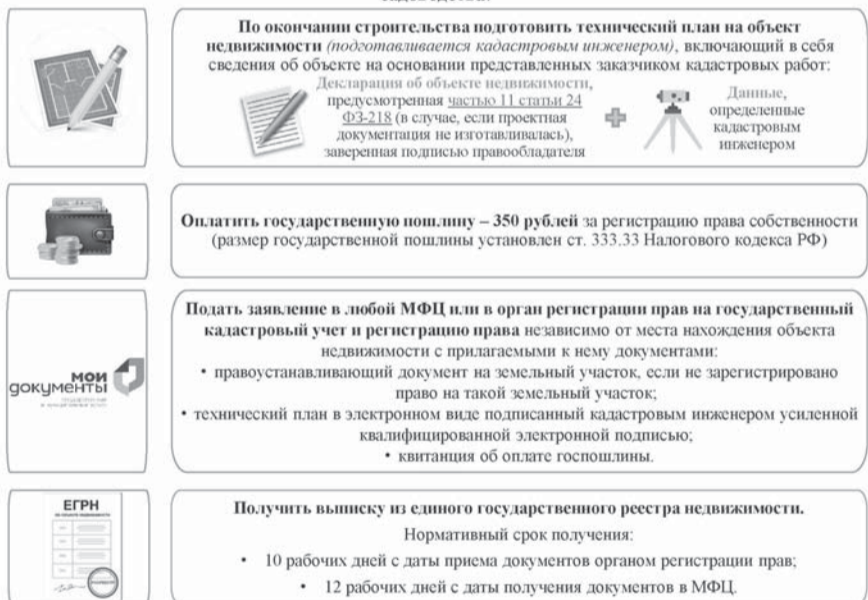 По окончании строительства подготовить технический план на объект
недвижимости (подготавливается кадастровым инженером), включающий в себя
сведения об объекте на основании представленных заказчиком кадастровых работ:
Декларация об объекте недвижимости,
предусмотренная частью 11 статьи 24
ФЗ-218 (в случае, если проектная
документация не изготавливалась),
заверенная подписью правообладателя
Данные,
определенные
кадастровым
инженером
Оплатить государственную пошлину – 350 рублей за регистрацию права собственности
(размер государственной пошлины установлен ст. 333.33 Налогового кодекса РФ)
мои
документы
Подать заявление в любой МФЦ или в орган регистрации прав на государственный
кадастровый учет и регистрацию права независимо от места нахождения объекта
недвижимости с прилагаемыми к нему документами:
• правоустанавливающий документ на земельный участок, если не зарегистрировано
право на такой земельный участок;
• технический план в электронном виде подписанный кадастровым инженером усиленной
квалифицированной электронной подписью;
• квитанция об оплате госпошлины.
ЕГРН
Получить выписку из единого государственного реестра недвижимости.
Нормативный срок получения:
• 10 рабочих дней с даты приема документов органом регистрации прав;
• 12 рабочих дней с даты получения документов в МФЦ.